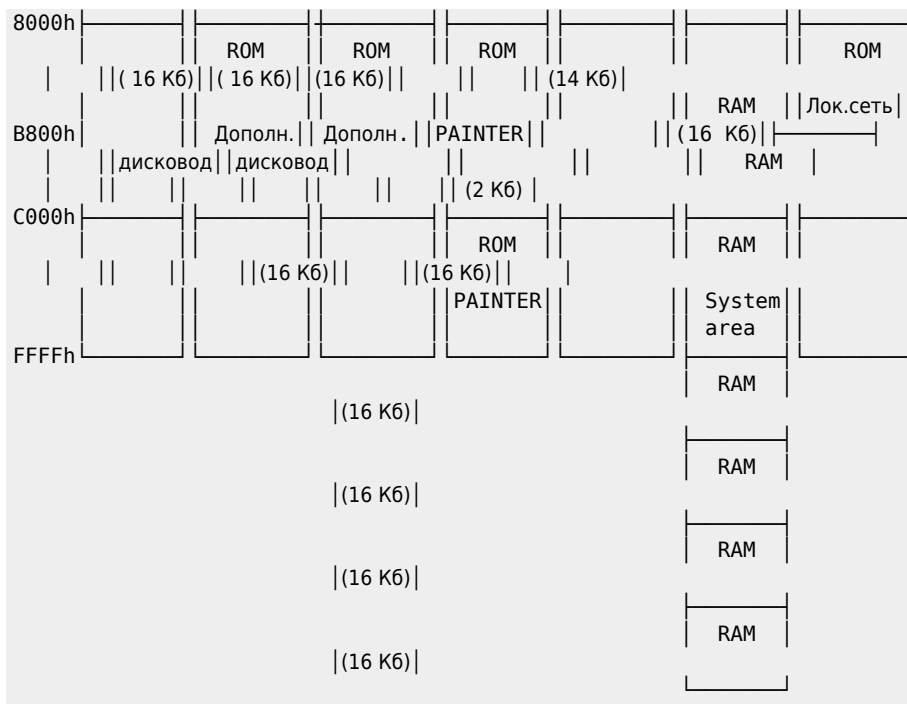 8000h
ROM ROM ROM ROM
( 16 Кб) ( 16 Кб) (16 Кб) (14 Кб)
RAM Лок.сеть
B800h Дополн. Дополн. PAINTER (16 Кб)
дисковод дисковод RAM
(2 Кб)
C000h
ROM RAM
(16 Кб) (16 Кб)
PAINTER System
area
FFFFh
RAM
(16 Кб)
RAM
(16 Кб)
RAM
(16 Кб)
RAM
(16 Кб)